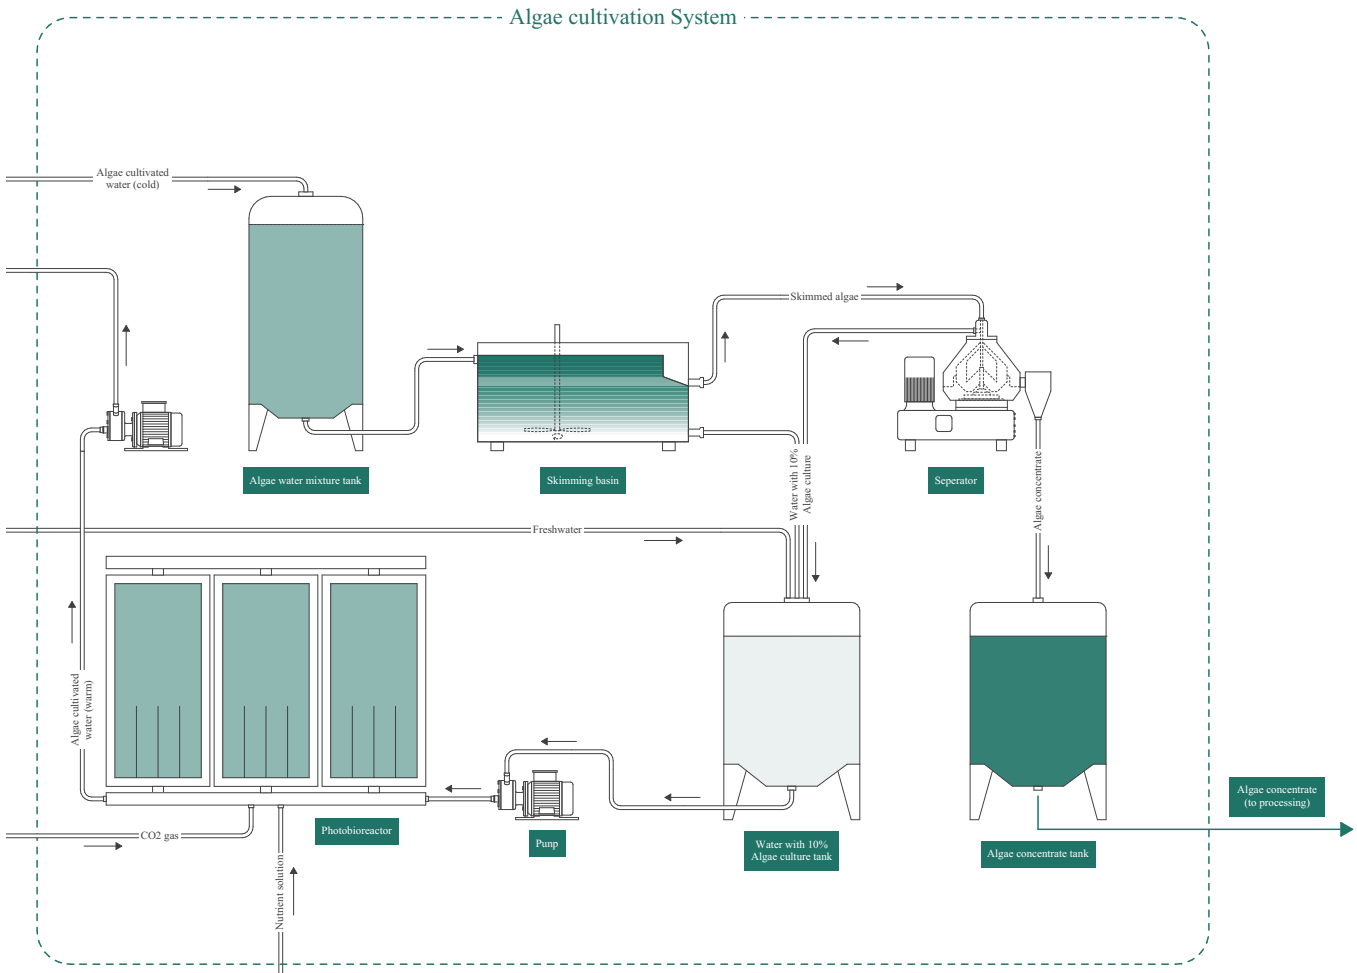 Algae cultivation System
Algae cultivated
water (cold)
Skimmed algae
Algae water mixture tank
Skimming basin
Water with 10%
Algae culture
Seperator
Algae concentrate
Freshwater
Algae cultivated
water (warm)
CO2 gas
Photobioreactor
Nutrient solution
Punp
Water with 10%
Algae culture tank
Algae concentrate tank
Algae concentrate
(to processing)